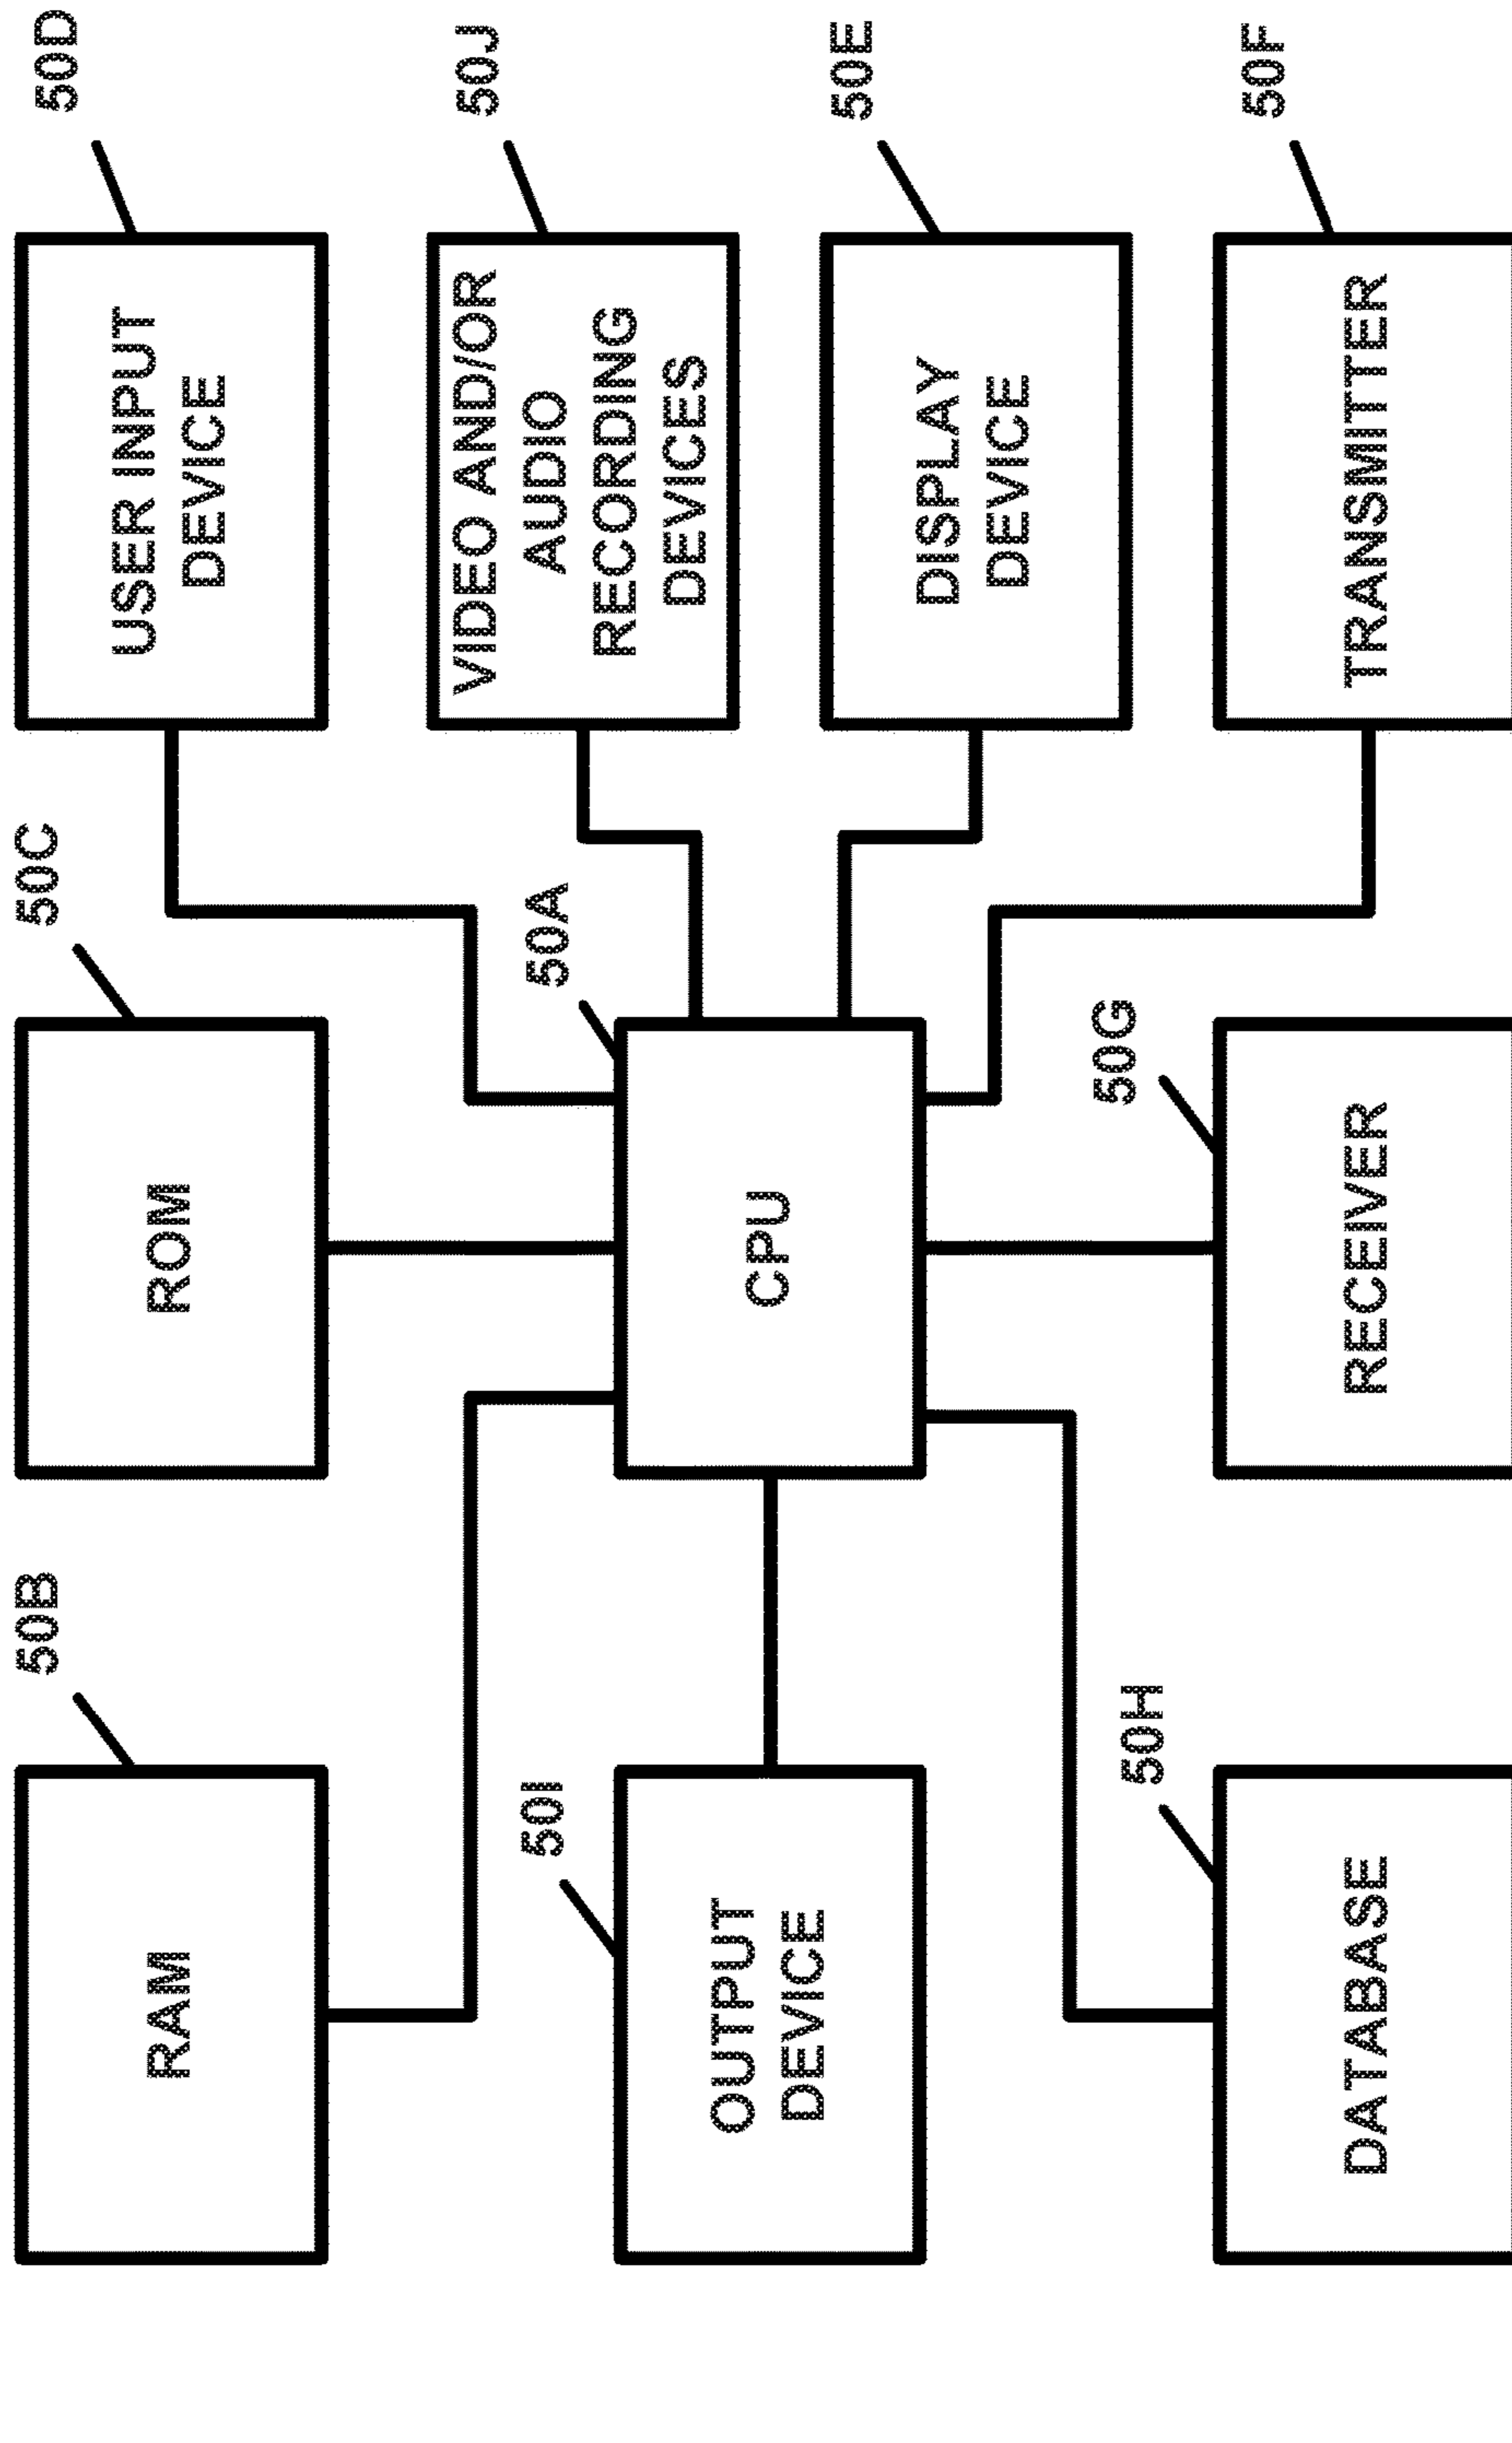 50B
RAM
50C
ROM
50D
USER INPUT
DEVICE
50I
OUTPUT
DEVICE
50A
CPU
50J
VIDEO AND/OR
AUDIO
RECORDING
DEVICES
50E
DISPLAY
DEVICE
50H
DATABASE
50G
RECEIVER
50F
TRANSMITTER